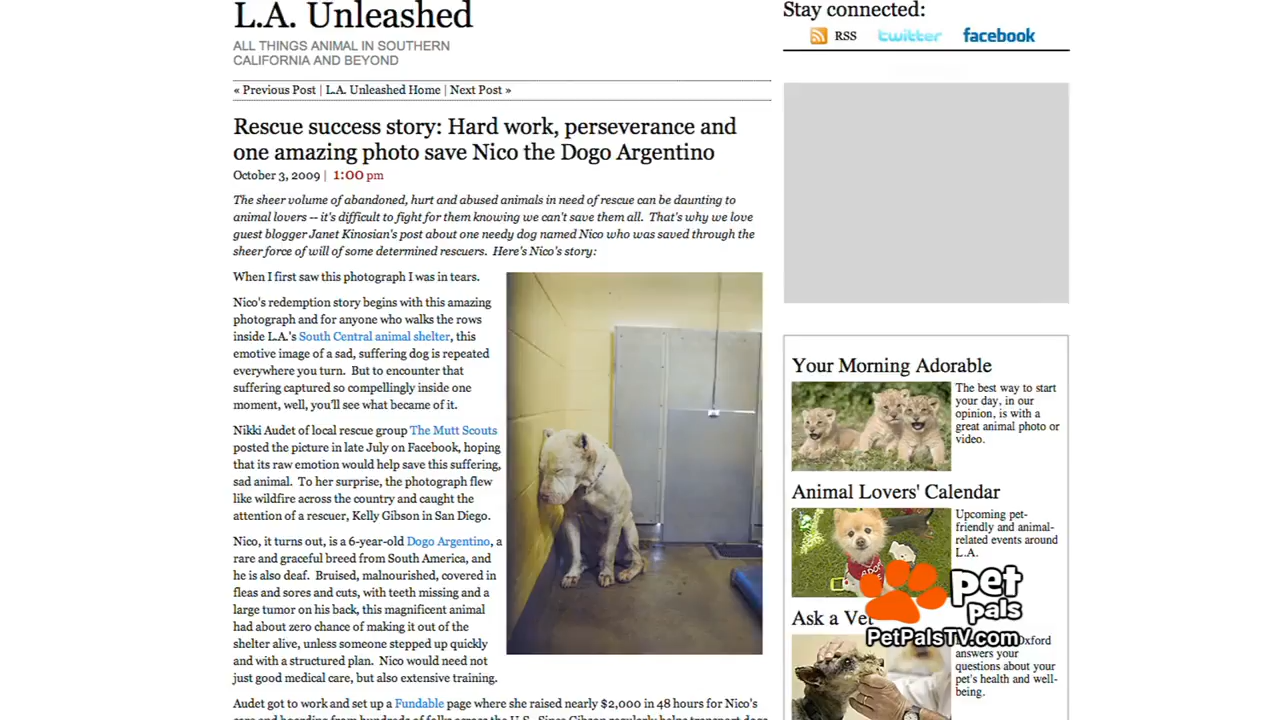 L.A. Unleashed
ALL THINGS ANIMAL IN SOUTHERN
CALIFORNIA AND BEYOND
« Previous Post | L.A. Unleashed Home | Next Post »
Rescue success story: Hard work, perseverance and
one amazing photo save Nico the Dogo Argentino
October 3, 2009 | 1:00 pm
The sheer volume of abandoned, hurt and abused animals in need of rescue can be daunting to
animal lovers -- it's difficult to fight for them knowing we can't save them all. That's why we love
guest blogger Janet Kinosian's post about one needy dog named Nico who was saved through the
sheer force of will of some determined rescuers. Here's Nico's story:
When I first saw this photograph I was in tears.
Nico's redemption story begins with this amazing
photograph and for anyone who walks the rows
inside L.A.'s South Central animal shelter, this
emotive image of a sad, suffering dog is repeated
everywhere you turn. But to encounter that
suffering captured so compellingly inside one
moment, well, you'll see what became of it.
Nikki Audet of local rescue group The Mutt Scouts
posted the picture in late July on Facebook, hoping
that its raw emotion would help save this suffering,
sad animal. To her surprise, the photograph flew
like wildfire across the country and caught the
attention of a rescuer, Kelly Gibson in San Diego.
Nico, it turns out, is a 6-year-old Dogo Argentino, a
rare and graceful breed from South America, and
he is also deaf. Bruised, malnourished, covered in
fleas and sores and cuts, with teeth missing and a
large tumor on his back, this magnificent animal
had about zero chance of making it out of the
shelter alive, unless someone stepped up quickly
and with a structured plan. Nico would need not
just good medical care, but also extensive training.
Audet got to work and set up a Fundable page where she raised nearly $2,000 in 48 hours for Nico's
care and boarding from hundreds of folks across the U.S. Since Gibson regularly helps transport dogs
Stay connected:
RSS twitter facebook
Your Morning Adorable
The best way to start
your day, in our
opinion, is with a
great animal photo or
video.
Animal Lovers' Calendar
Upcoming pet-
friendly and animal-
related events around
L.A.
Ask a Vet
Oxford
answers your
questions about your
pet's health and well-
being.
pet
pals
PetPalsTV.com